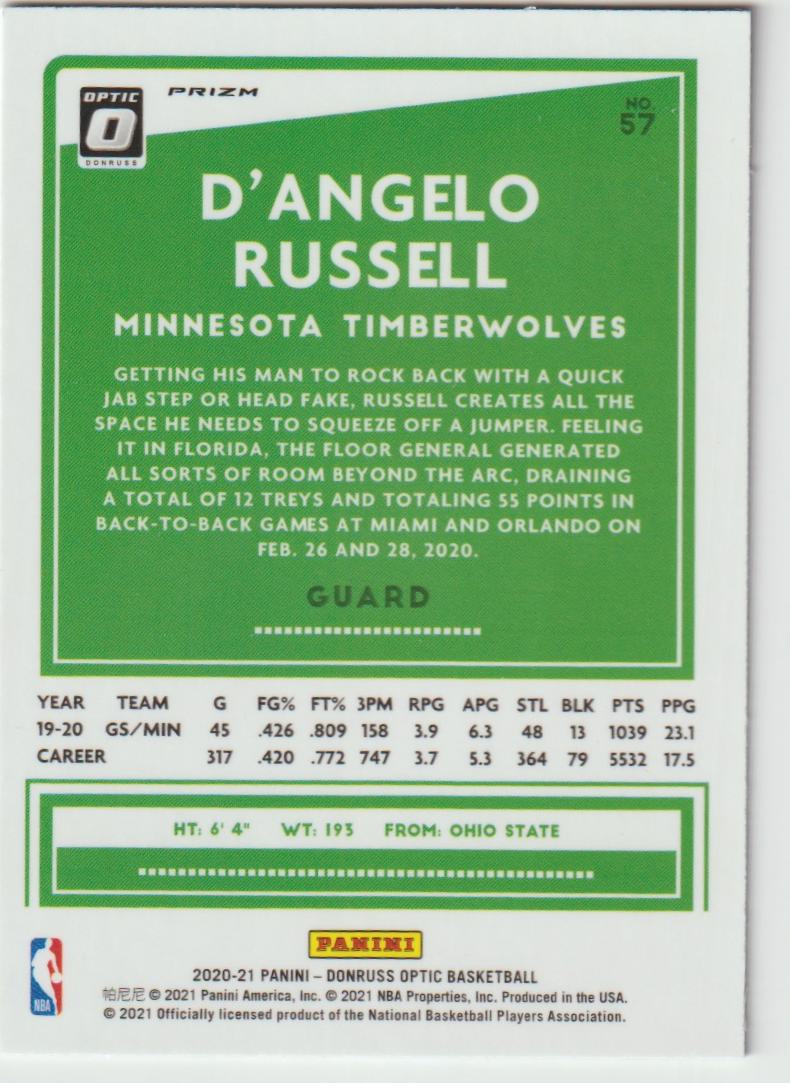 OPTIC
O
DONRUSS
PRIZM
NO.
57
D'ANGELO
RUSSELL
MINNESOTA TIMBERWOLVES
GETTING HIS MAN TO ROCK BACK WITH A QUICK
JAB STEP OR HEAD FAKE, RUSSELL CREATES ALL THE
SPACE HE NEEDS TO SQUEEZE OFF A JUMPER. FEELING
IT IN FLORIDA, THE FLOOR GENERAL GENERATED
ALL SORTS OF ROOM BEYOND THE ARC, DRAINING
A TOTAL OF 12 TREYS AND TOTALING 55 POINTS IN
BACK-TO-BACK GAMES AT MIAMI AND ORLANDO ON
FEB. 26 AND 28, 2020.
GUARD
YEAR TEAM G FG% FT% 3PM RPG APG STL BLK PTS PPG
19-20 GS/MIN 45 .426 .809 158 3.9 6.3 48 13 1039 23.1
CAREER 317 .420 .772 747 3.7 5.3 364 79 5532 17.5
HT: 6' 4" WT: 193 FROM: OHIO STATE
PANINI
NBA
2020-21 PANINI – DONRUSS OPTIC BASKETBALL
帕尼尼 © 2021 Panini America, Inc. © 2021 NBA Properties, Inc. Produced in the USA.
© 2021 Officially licensed product of the National Basketball Players Association.